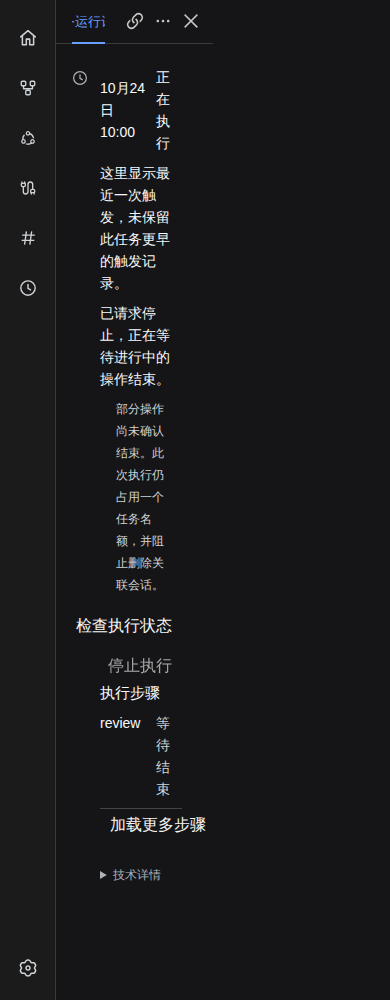 ·运行记
10月24
日
10:00
正
在
执
行
这里显示最
近一次触
发，未保留
此任务更早
的触发记
录。
已请求停
止，正在等
待进行中的
操作结束。
部分操作
尚未确认
结束。此
次执行仍
占用一个
任务名
额，并阻
止删除关
联会话。
检查执行状态
停止执行
执行步骤
review
等
待
结
束
加载更多步骤
技术详情